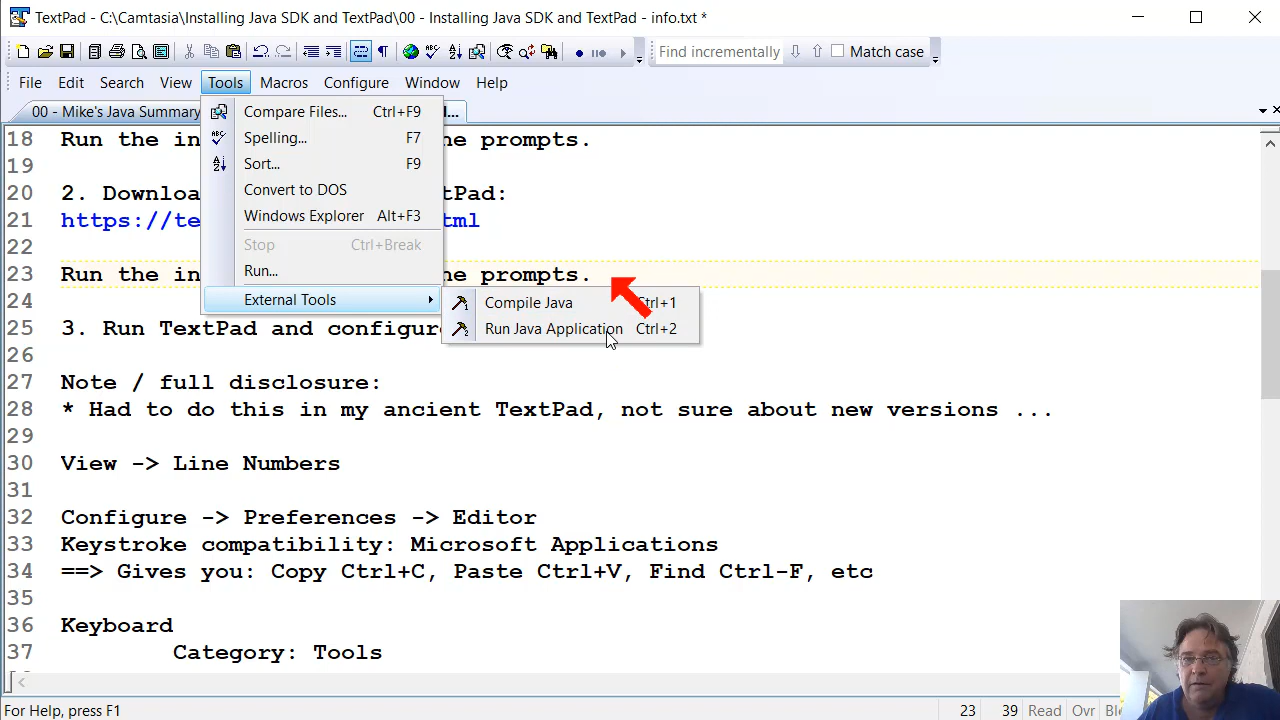 TextPad - C:\Camtasia\Installing Java SDK and TextPad\00 - Installing Java SDK and TextPad - info.txt *
Find incrementally Match case
File Edit Search View Tools Macros Configure Window Help
00 - Mike's Java Summary ...
Compare Files... Ctrl+F9
Spelling... F7
Sort... F9
Convert to DOS
Windows Explorer Alt+F3
Stop Ctrl+Break
Run...
External Tools
Compile Java Ctrl+1
Run Java Application Ctrl+2
18 Run the in he prompts.
19
20 2. Downloa tPad:
21 https://te tml
22
23 Run the in he prompts.
24
25 3. Run TextPad and configur
26
27 Note / full disclosure:
28 * Had to do this in my ancient TextPad, not sure about new versions ...
29
30 View -> Line Numbers
31
32 Configure -> Preferences -> Editor
33 Keystroke compatibility: Microsoft Applications
34 ==> Gives you: Copy Ctrl+C, Paste Ctrl+V, Find Ctrl-F, etc
35
36 Keyboard
37 Category: Tools
For Help, press F1 23 39 Read Ovr